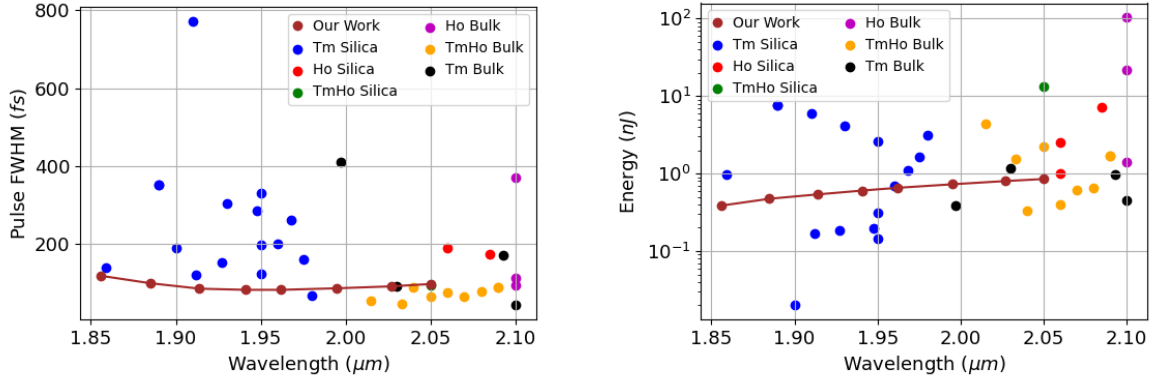 800
600
400
200
Pulse FWHM (fs)
Our Work
Tm Silica
Ho Silica
TmHo Silica
Ho Bulk
TmHo Bulk
Tm Bulk
1.85 1.90 1.95 2.00 2.05 2.10
Wavelength (μm)
10²
10¹
10⁰
10⁻¹
Energy (nJ)
Our Work
Tm Silica
Ho Silica
TmHo Silica
Ho Bulk
TmHo Bulk
Tm Bulk
1.85 1.90 1.95 2.00 2.05 2.10
Wavelength (μm)